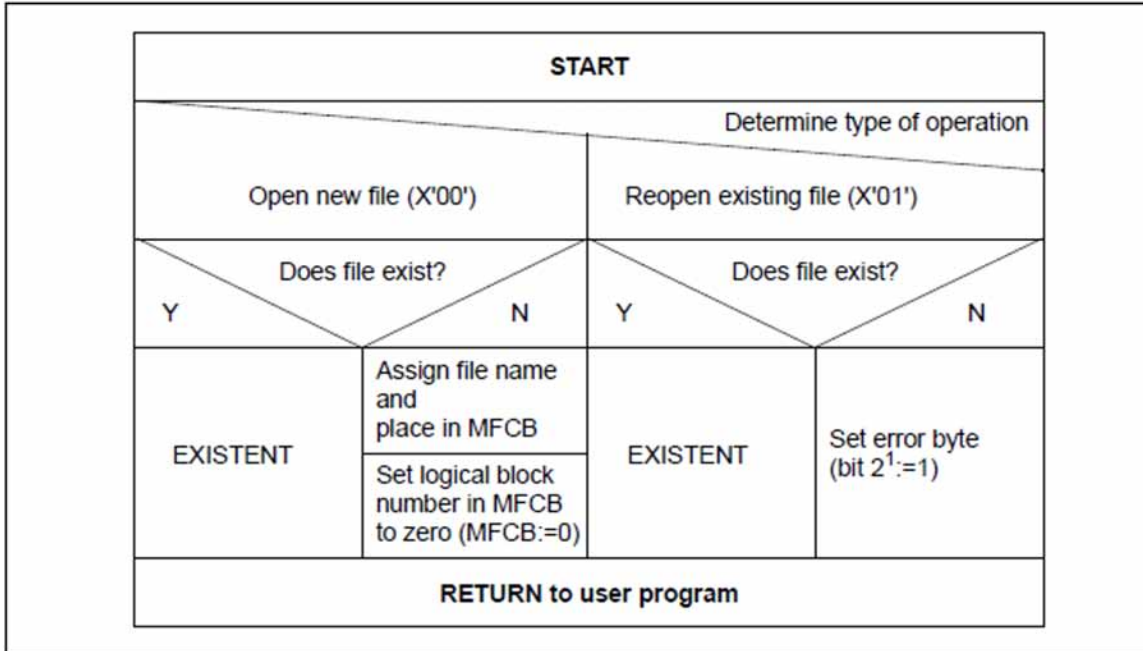 START
Determine type of operation
Open new file (X'00')
Reopen existing file (X'01')
Does file exist?
Y
N
Does file exist?
Y
N
EXISTENT
Assign file name
and
place in MFCB
Set logical block
number in MFCB
to zero (MFCB:=0)
EXISTENT
Set error byte
(bit 2¹:=1)
RETURN to user program